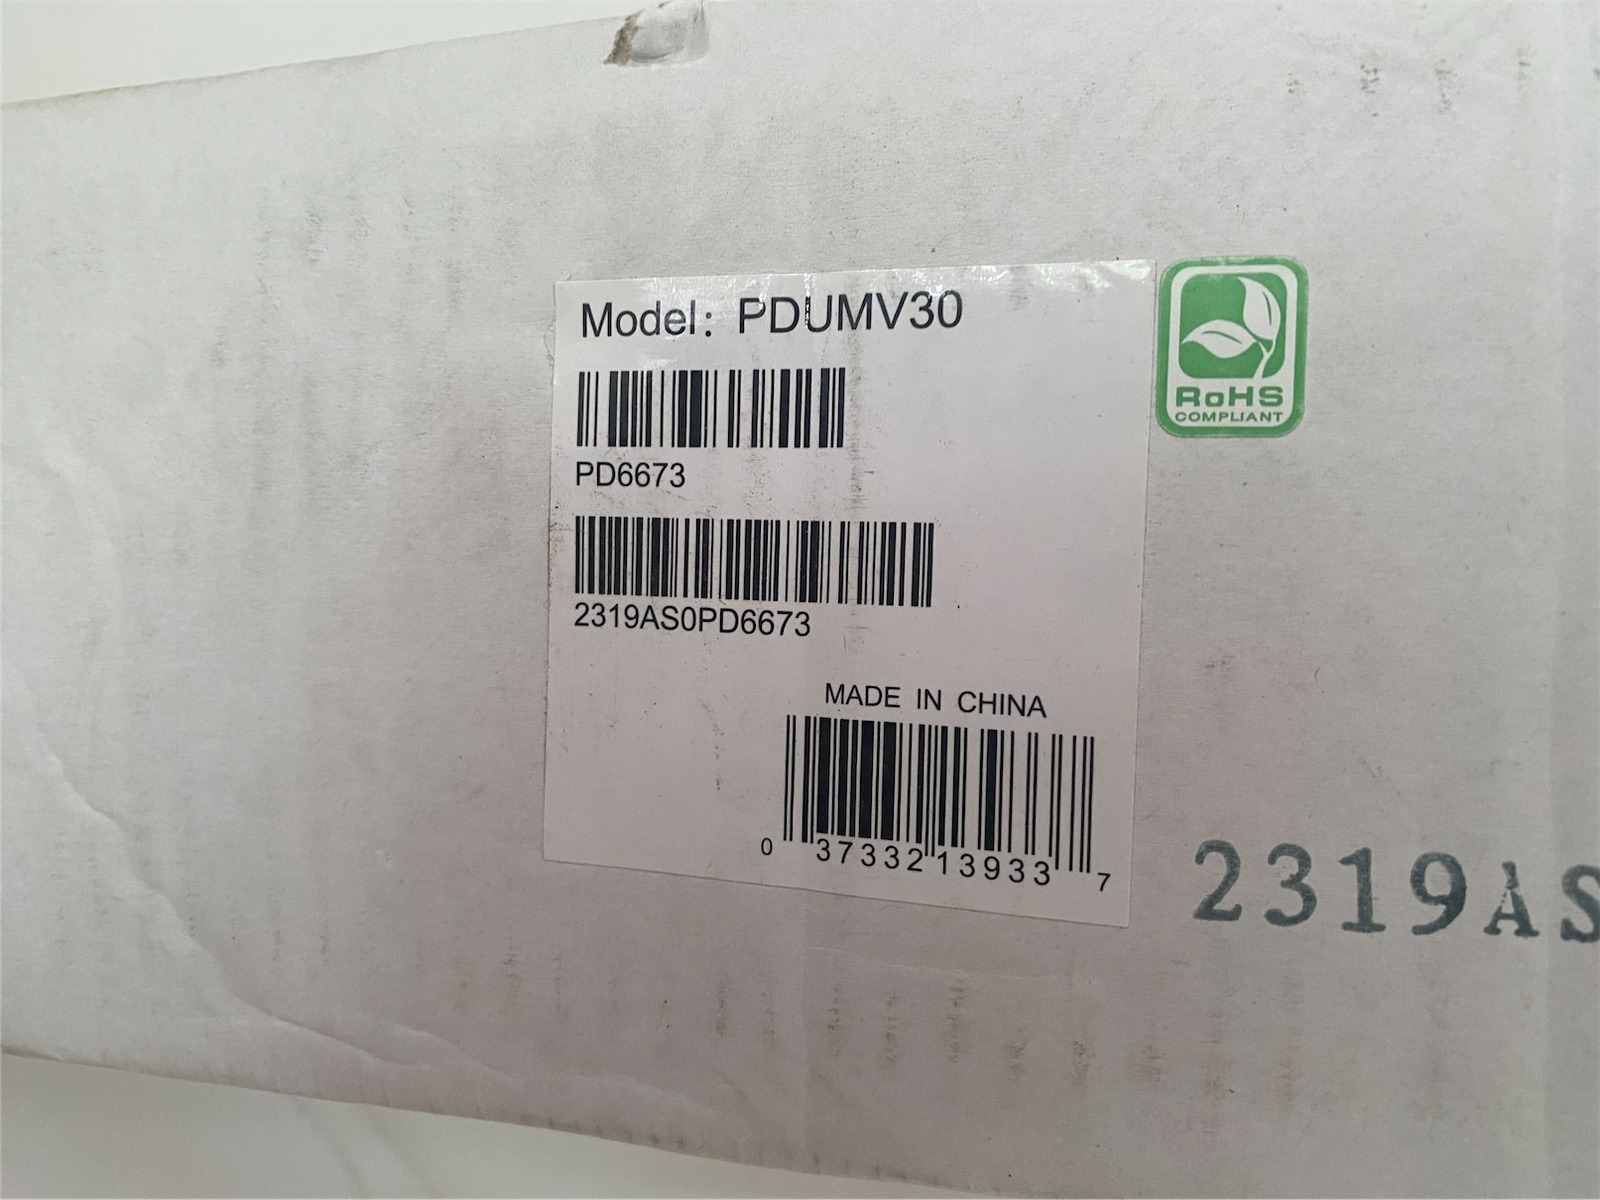 Model: PDUMV30
RoHS
COMPLIANT
PD6673
2319AS0PD6673
MADE IN CHINA
0 37332 13933 7
2319AS